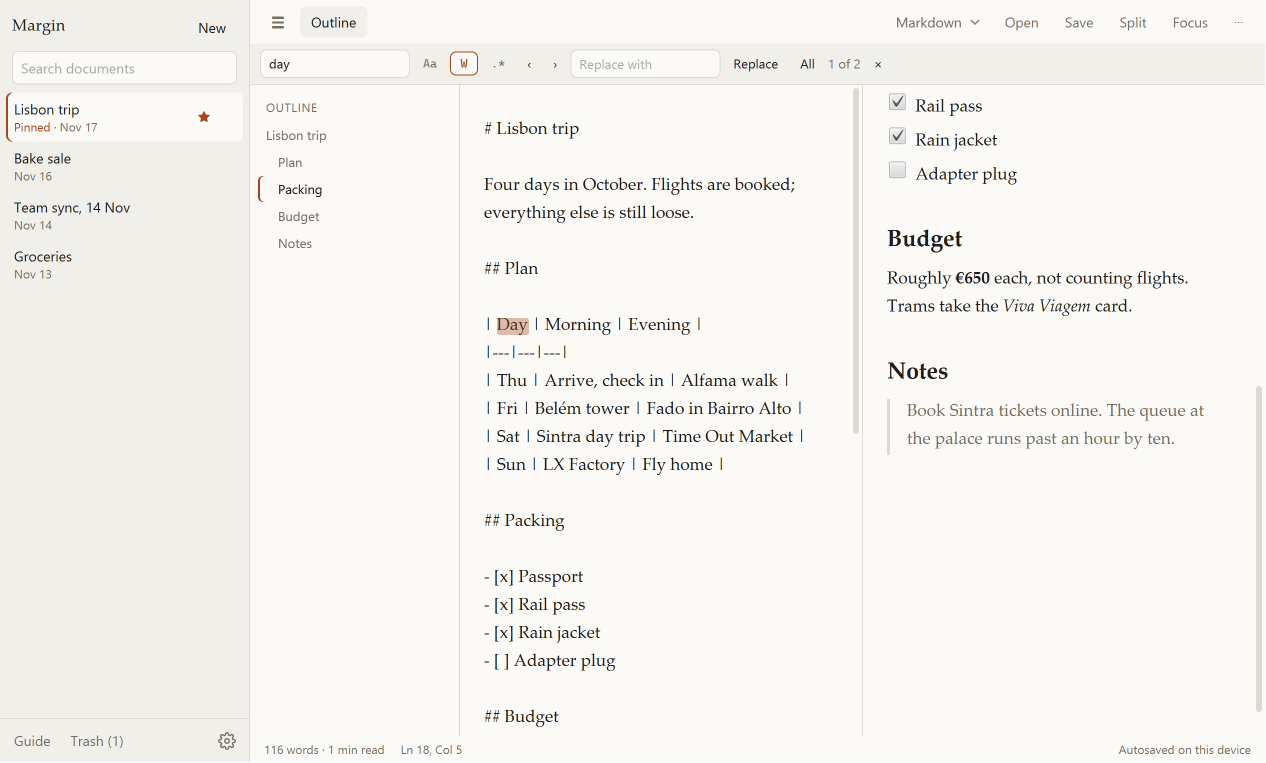 Margin
New
Search documents
Lisbon trip
Pinned · Nov 17
Bake sale
Nov 16
Team sync, 14 Nov
Nov 14
Groceries
Nov 13
Guide
Trash (1)
Outline
Markdown
Open
Save
Split
Focus
···
day
Aa
W
.*
‹
›
Replace with
Replace
All
1 of 2
×
OUTLINE
Lisbon trip
Plan
Packing
Budget
Notes
# Lisbon trip
Four days in October. Flights are booked;
everything else is still loose.
## Plan
| Day | Morning | Evening |
|---|---|---|
| Thu | Arrive, check in | Alfama walk |
| Fri | Belém tower | Fado in Bairro Alto |
| Sat | Sintra day trip | Time Out Market |
| Sun | LX Factory | Fly home |
## Packing
- [x] Passport
- [x] Rail pass
- [x] Rain jacket
- [ ] Adapter plug
## Budget
Rail pass
Rain jacket
Adapter plug
Budget
Roughly €650 each, not counting flights.
Trams take the Viva Viagem card.
Notes
Book Sintra tickets online. The queue at
the palace runs past an hour by ten.
116 words · 1 min read
Ln 18, Col 5
Autosaved on this device